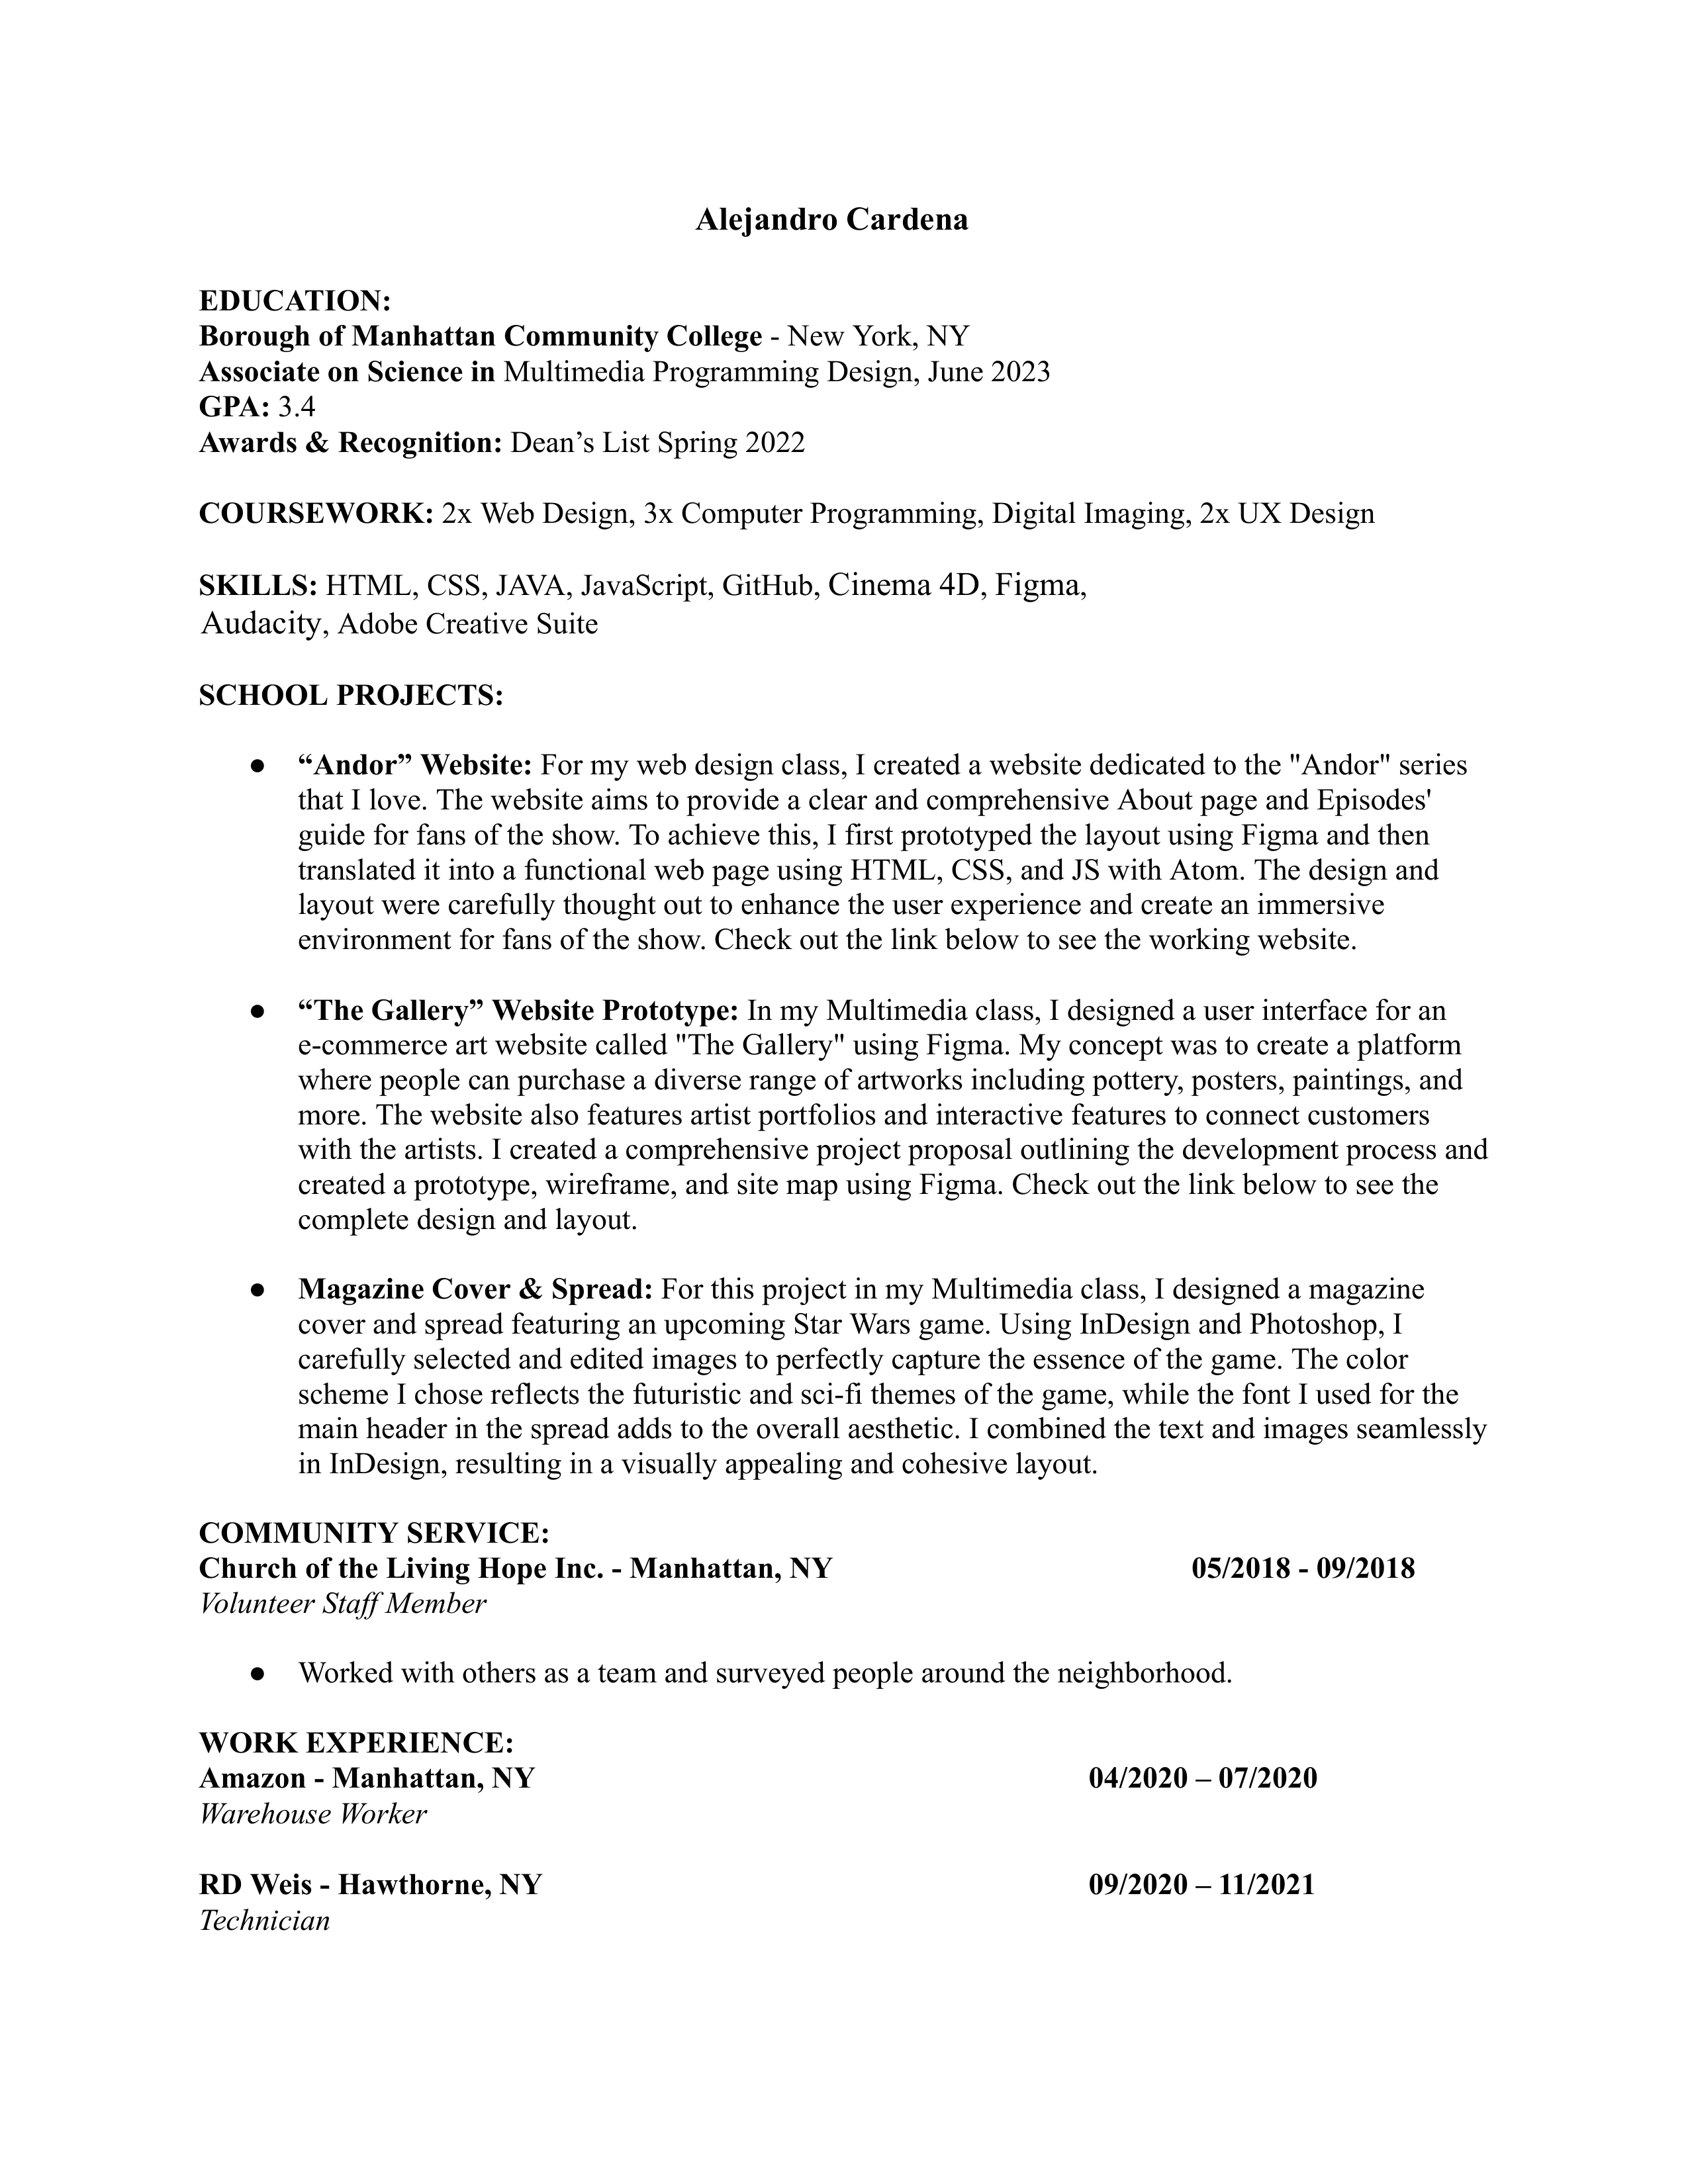 Alejandro Cardena
EDUCATION:
Borough of Manhattan Community College - New York, NY
Associate on Science in Multimedia Programming Design, June 2023
GPA: 3.4
Awards & Recognition: Dean’s List Spring 2022
COURSEWORK: 2x Web Design, 3x Computer Programming, Digital Imaging, 2x UX Design
SKILLS: HTML, CSS, JAVA, JavaScript, GitHub, Cinema 4D, Figma,
Audacity, Adobe Creative Suite
SCHOOL PROJECTS:
● “Andor” Website: For my web design class, I created a website dedicated to the "Andor" series
that I love. The website aims to provide a clear and comprehensive About page and Episodes'
guide for fans of the show. To achieve this, I first prototyped the layout using Figma and then
translated it into a functional web page using HTML, CSS, and JS with Atom. The design and
layout were carefully thought out to enhance the user experience and create an immersive
environment for fans of the show. Check out the link below to see the working website.
● “The Gallery” Website Prototype: In my Multimedia class, I designed a user interface for an
e-commerce art website called "The Gallery" using Figma. My concept was to create a platform
where people can purchase a diverse range of artworks including pottery, posters, paintings, and
more. The website also features artist portfolios and interactive features to connect customers
with the artists. I created a comprehensive project proposal outlining the development process and
created a prototype, wireframe, and site map using Figma. Check out the link below to see the
complete design and layout.
● Magazine Cover & Spread: For this project in my Multimedia class, I designed a magazine
cover and spread featuring an upcoming Star Wars game. Using InDesign and Photoshop, I
carefully selected and edited images to perfectly capture the essence of the game. The color
scheme I chose reflects the futuristic and sci-fi themes of the game, while the font I used for the
main header in the spread adds to the overall aesthetic. I combined the text and images seamlessly
in InDesign, resulting in a visually appealing and cohesive layout.
COMMUNITY SERVICE:
Church of the Living Hope Inc. - Manhattan, NY 05/2018 - 09/2018
Volunteer Staff Member
● Worked with others as a team and surveyed people around the neighborhood.
WORK EXPERIENCE:
Amazon - Manhattan, NY 04/2020 – 07/2020
Warehouse Worker
RD Weis - Hawthorne, NY 09/2020 – 11/2021
Technician